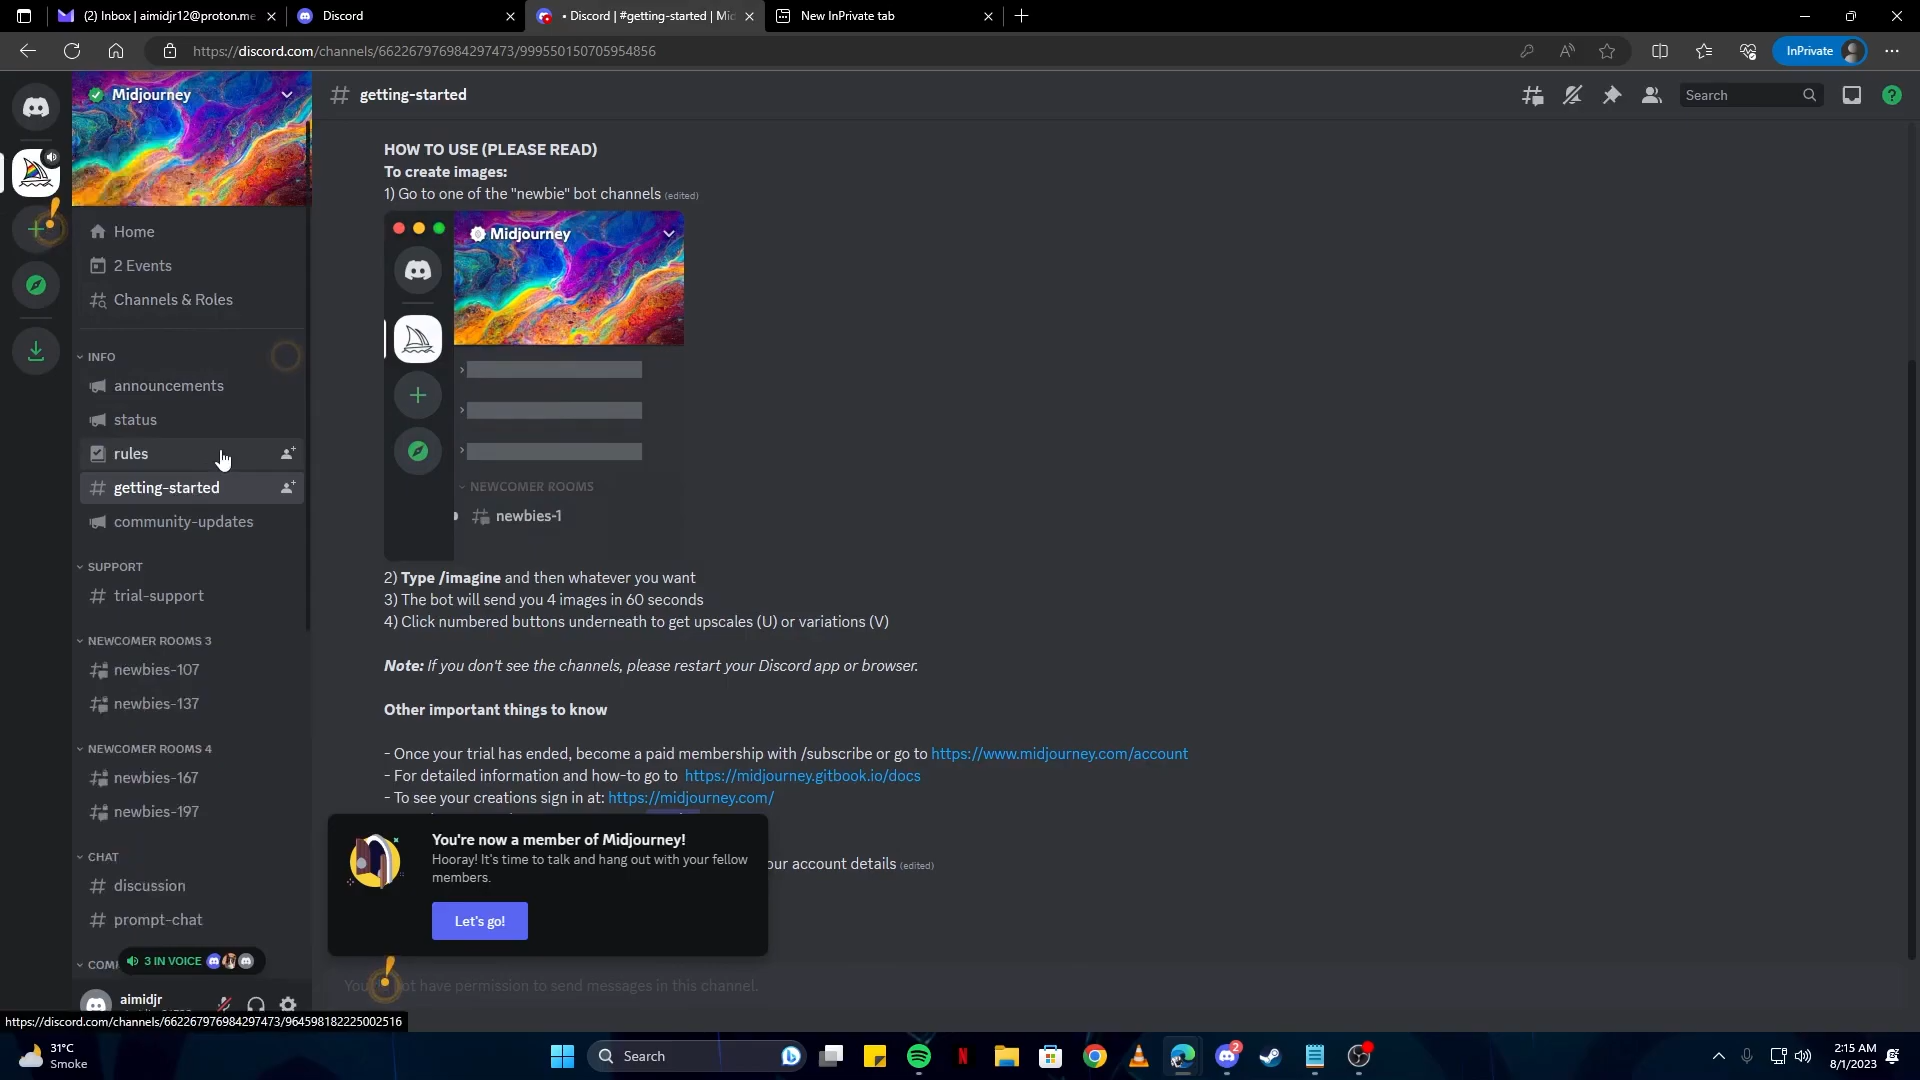 (2) Inbox | aimidjr12@proton.me
Discord
• Discord | #getting-started | Mid
New InPrivate tab
https://discord.com/channels/662267976984297473/999550150705954856
InPrivate
Midjourney
getting-started
Search
Home
2 Events
Channels & Roles
INFO
announcements
status
rules
getting-started
community-updates
SUPPORT
trial-support
NEWCOMER ROOMS 3
newbies-107
newbies-137
NEWCOMER ROOMS 4
newbies-167
newbies-197
CHAT
discussion
prompt-chat
COM
3 IN VOICE
aimidjr
HOW TO USE (PLEASE READ)
To create images:
1) Go to one of the "newbie" bot channels (edited)
Midjourney
NEWCOMER ROOMS
newbies-1
2) Type /imagine and then whatever you want
3) The bot will send you 4 images in 60 seconds
4) Click numbered buttons underneath to get upscales (U) or variations (V)
Note: If you don't see the channels, please restart your Discord app or browser.
Other important things to know
- Once your trial has ended, become a paid membership with /subscribe or go to https://www.midjourney.com/account
- For detailed information and how-to go to https://midjourney.gitbook.io/docs
- To see your creations sign in at: https://midjourney.com/
our account details (edited)
You're now a member of Midjourney!
Hooray! It's time to talk and hang out with your fellow
members.
Let's go!
You ot have permission to send messages in this channel.
https://discord.com/channels/662267976984297473/964598182225002516
31°C
Smoke
Search
2
2:15 AM
8/1/2023